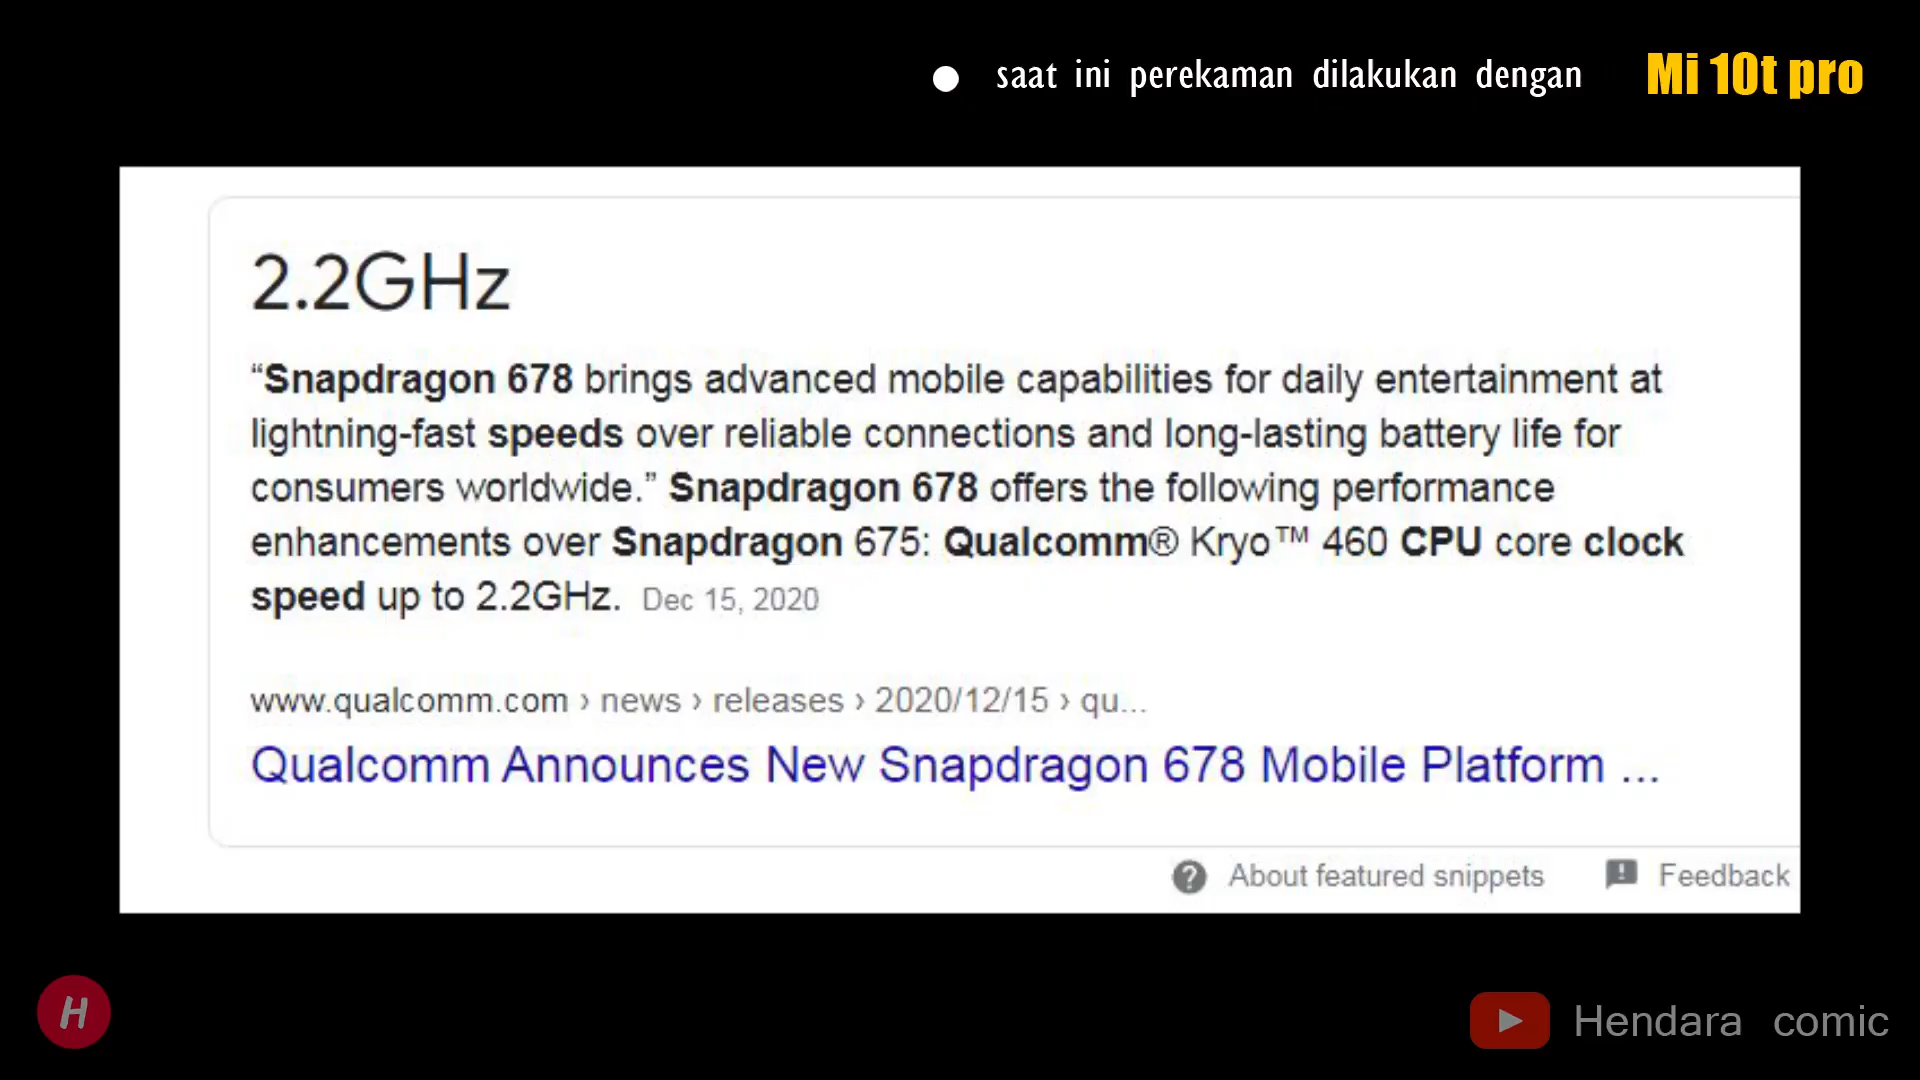 saat ini perekaman dilakukan dengan Mi 10t pro
2.2GHz
“Snapdragon 678 brings advanced mobile capabilities for daily entertainment at
lightning-fast speeds over reliable connections and long-lasting battery life for
consumers worldwide.” Snapdragon 678 offers the following performance
enhancements over Snapdragon 675: Qualcomm® Kryo™ 460 CPU core clock
speed up to 2.2GHz. Dec 15, 2020
www.qualcomm.com › news › releases › 2020/12/15 › qu...
Qualcomm Announces New Snapdragon 678 Mobile Platform ...
About featured snippets Feedback
H
Hendara comic